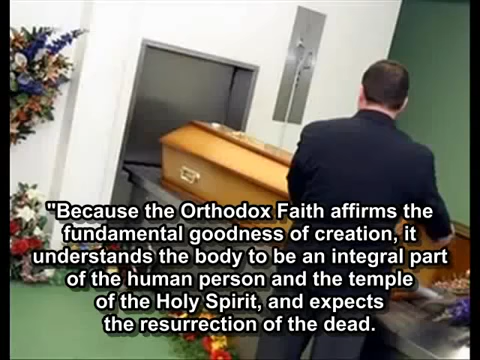 "Because the Orthodox Faith affirms the
fundamental goodness of creation, it
understands the body to be an integral part
of the human person and the temple
of the Holy Spirit, and expects
the resurrection of the dead.